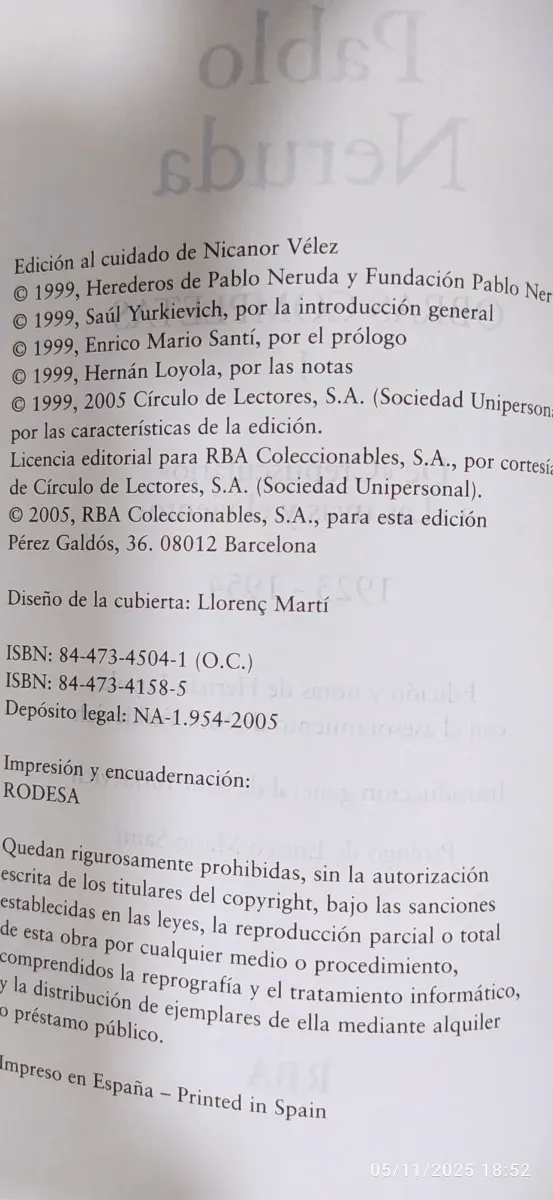 Pablo
Neruda
Edición al cuidado de Nicanor Vélez
© 1999, Herederos de Pablo Neruda y Fundación Pablo Ner
© 1999, Saúl Yurkievich, por la introducción general
© 1999, Enrico Mario Santí, por el prólogo
© 1999, Hernán Loyola, por las notas
© 1999, 2005 Círculo de Lectores, S.A. (Sociedad Uniperson
por las características de la edición.
Licencia editorial para RBA Coleccionables, S.A., por cortesía
de Círculo de Lectores, S.A. (Sociedad Unipersonal).
© 2005, RBA Coleccionables, S.A., para esta edición
Pérez Galdós, 36. 08012 Barcelona
1923 - 1954
Diseño de la cubierta: Llorenç Martí
ISBN: 84-473-4504-1 (O.C.)
ISBN: 84-473-4158-5
Depósito legal: NA-1.954-2005
Impresión y encuadernación:
RODESA
Quedan rigurosamente prohibidas, sin la autorización
escrita de los titulares del copyright, bajo las sanciones
establecidas en las leyes, la reproducción parcial o total
de esta obra por cualquier medio o procedimiento,
comprendidos la reprografía y el tratamiento informático,
y la distribución de ejemplares de ella mediante alquiler
o préstamo público.
RBA
Impreso en España – Printed in Spain
05/11/2025 18:52